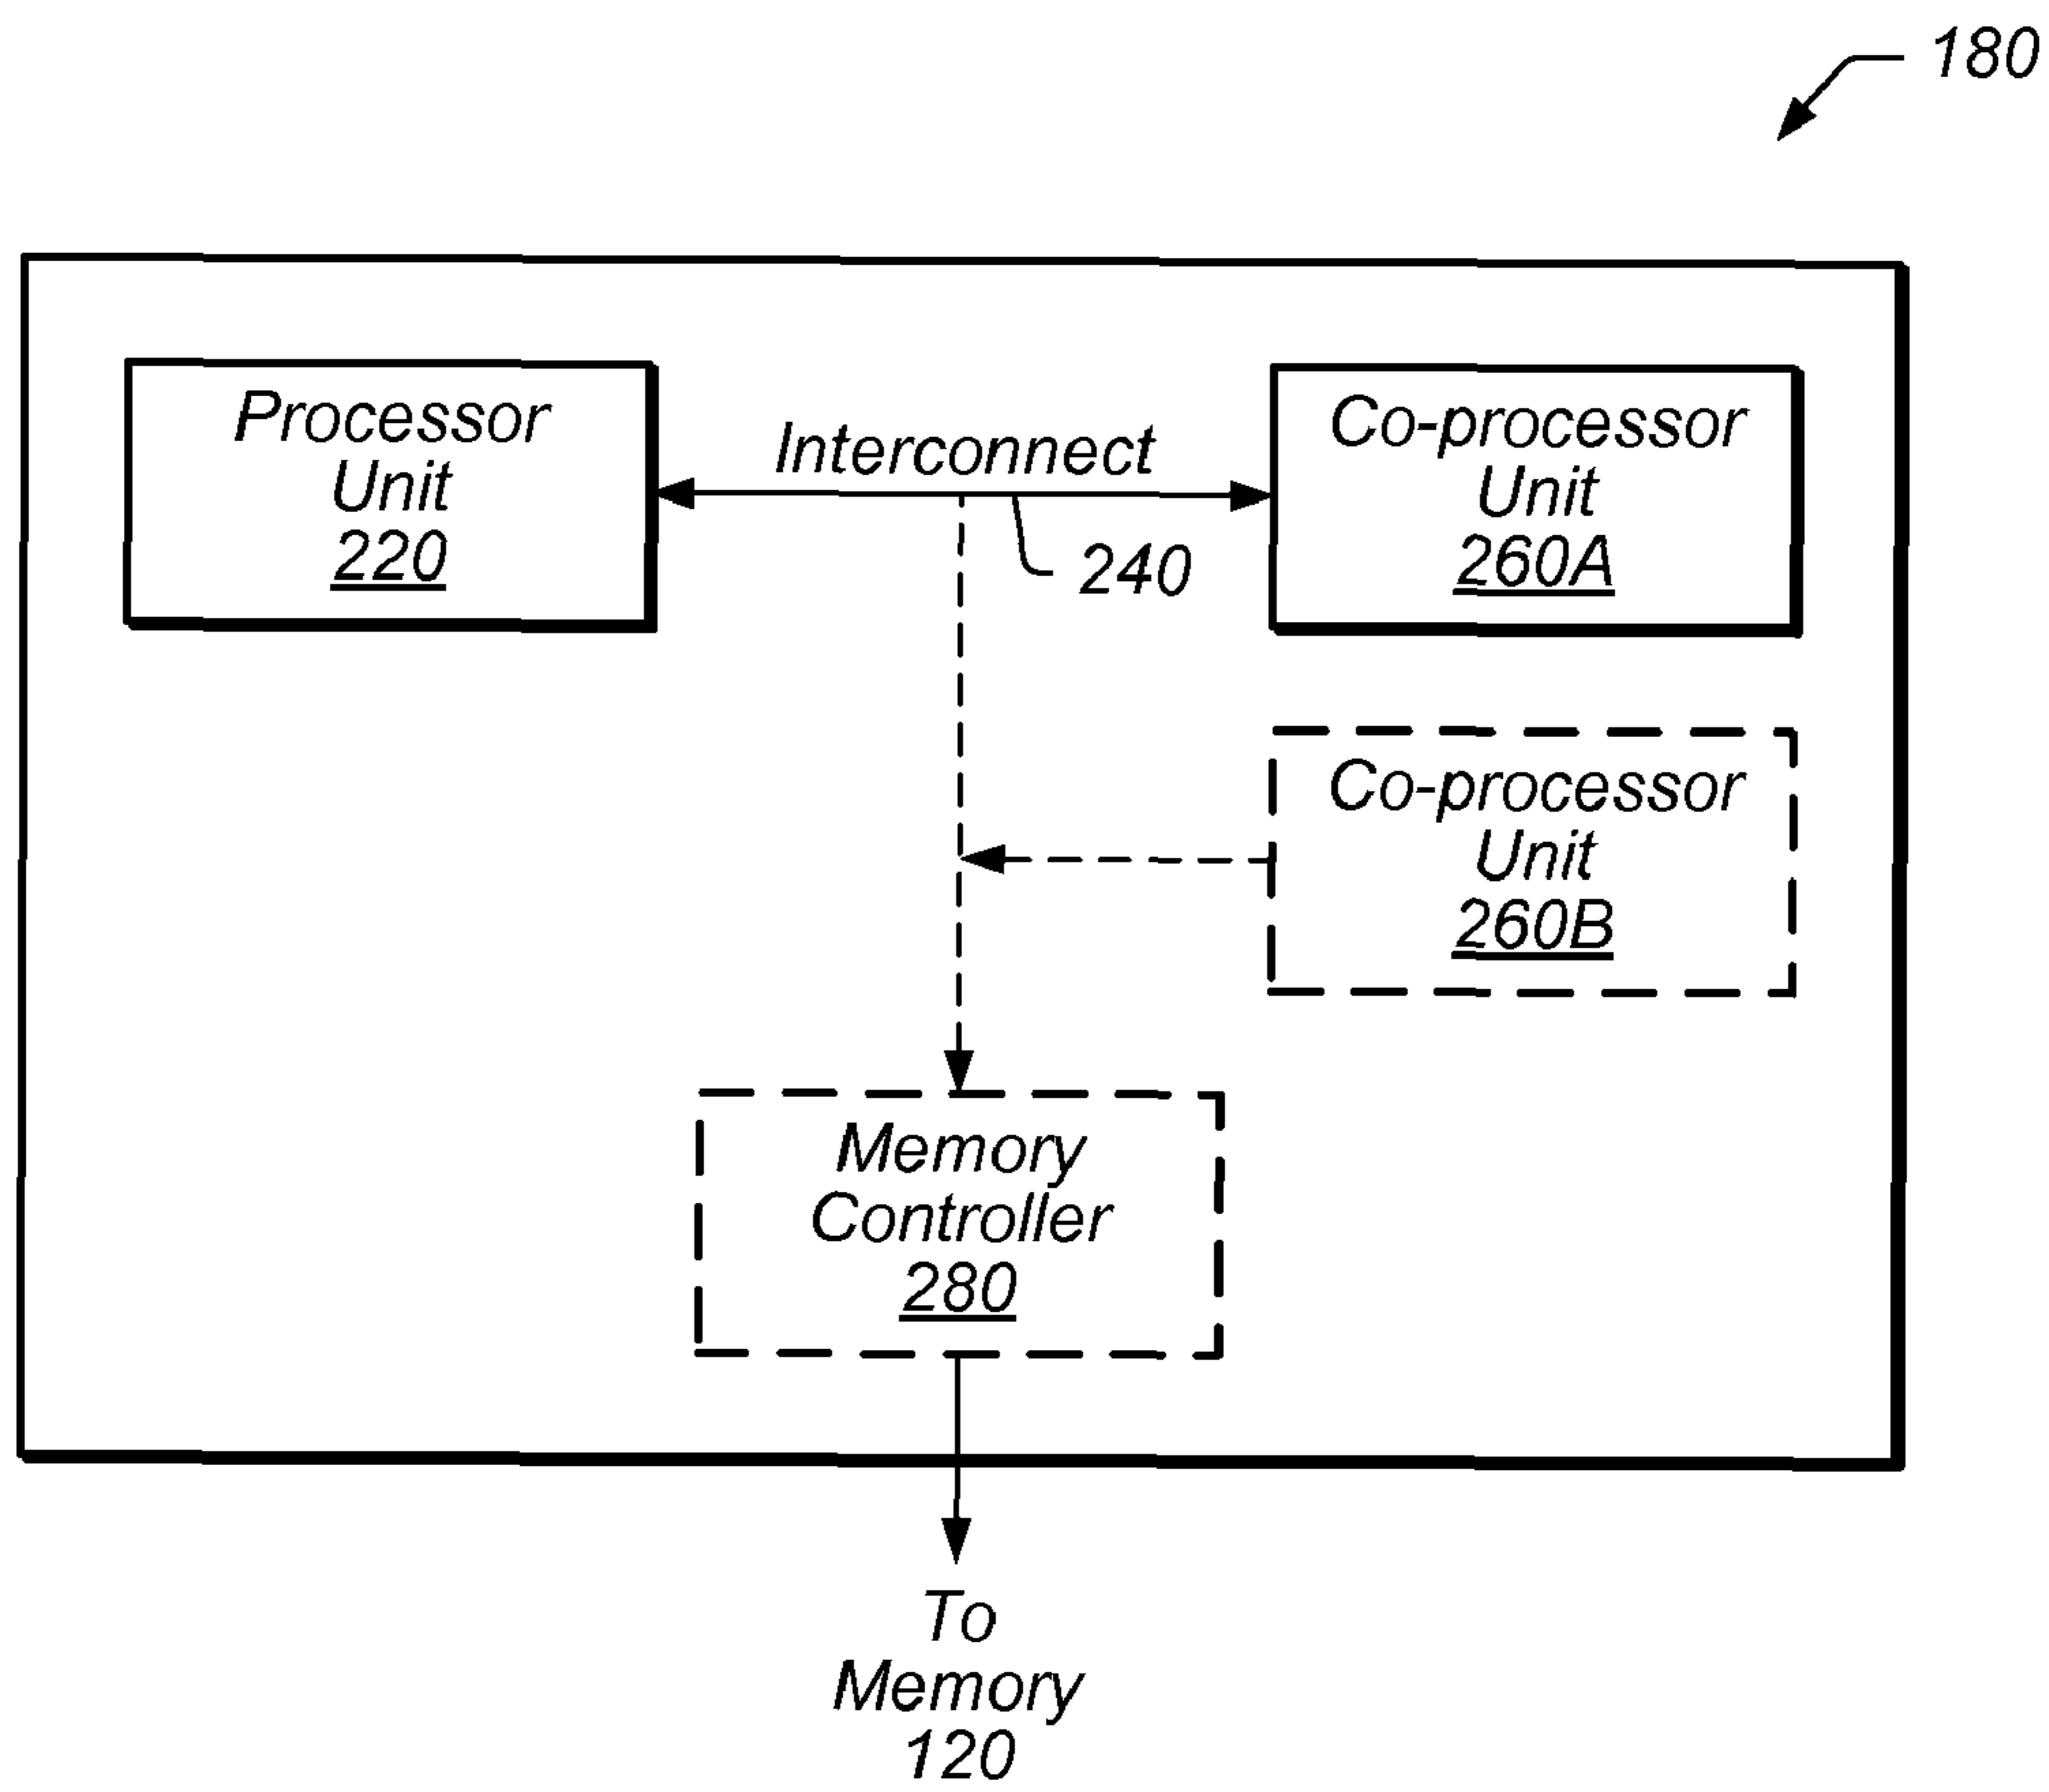 180
Processor
Unit
220
Interconnect
240
Co-processor
Unit
260A
Co-processor
Unit
260B
Memory
Controller
280
To
Memory
120